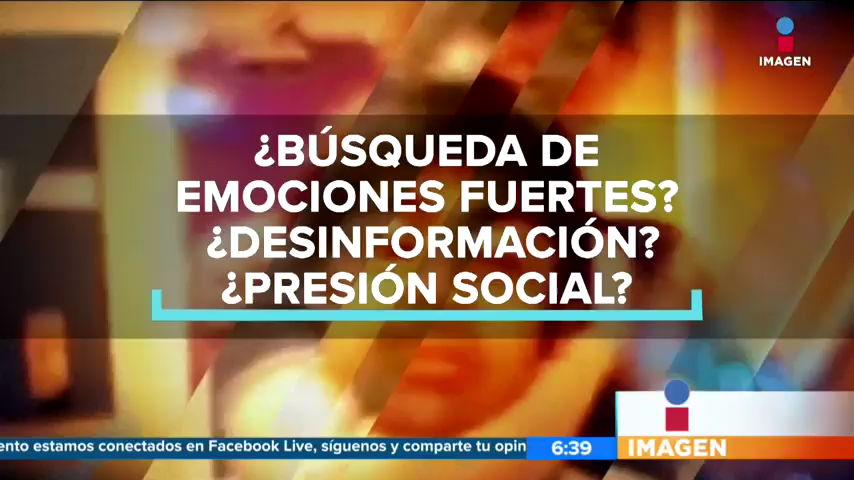 IMAGEN
¿BÚSQUEDA DE
EMOCIONES FUERTES?
¿DESINFORMACIÓN?
¿PRESIÓN SOCIAL?
estamos conectados en Facebook Live, síguenos y comparte tu
6:39
IMAGEN